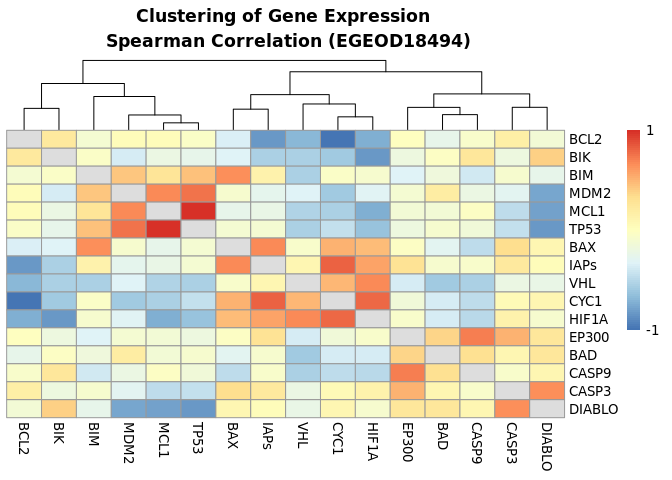 Clustering of Gene Expression
Spearman Correlation (EGEOD18494)
1
BCL2
BIK
BIM
MDM2
MCL1
TP53
BAX
IAPs
VHL
CYC1
HIF1A
EP300
BAD
CASP9
CASP3
DIABLO
-1
BCL2
BIK
BIM
MDM2
MCL1
TP53
BAX
IAPs
VHL
CYC1
HIF1A
EP300
BAD
CASP9
CASP3
DIABLO